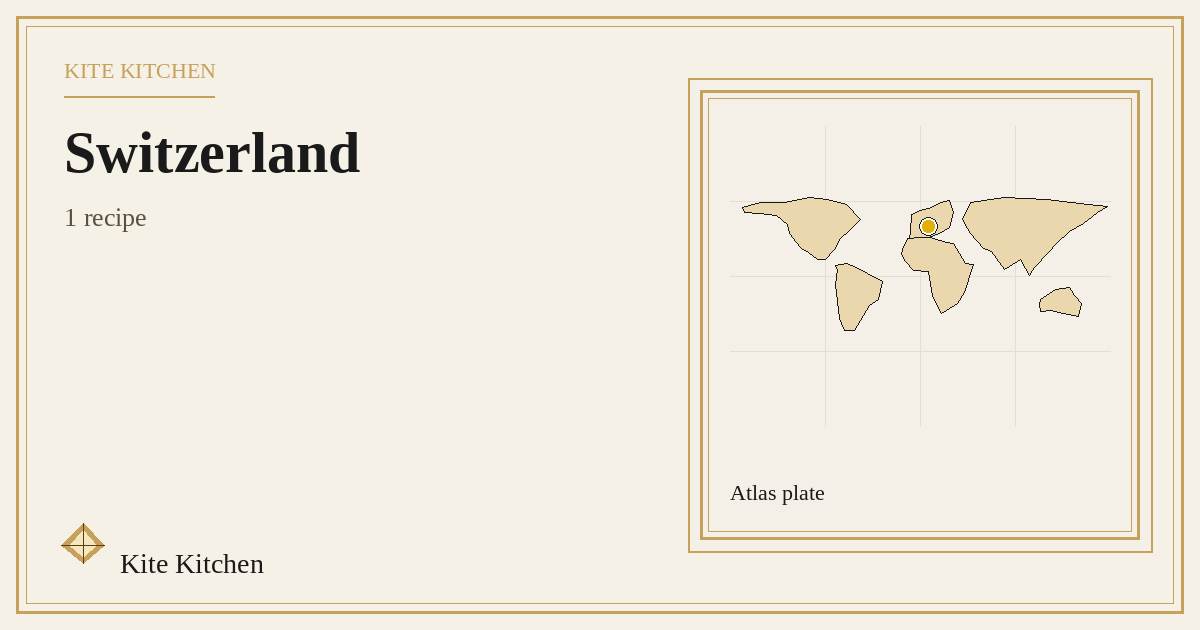 KITE KITCHEN
Switzerland
1 recipe
Atlas plate
Kite Kitchen